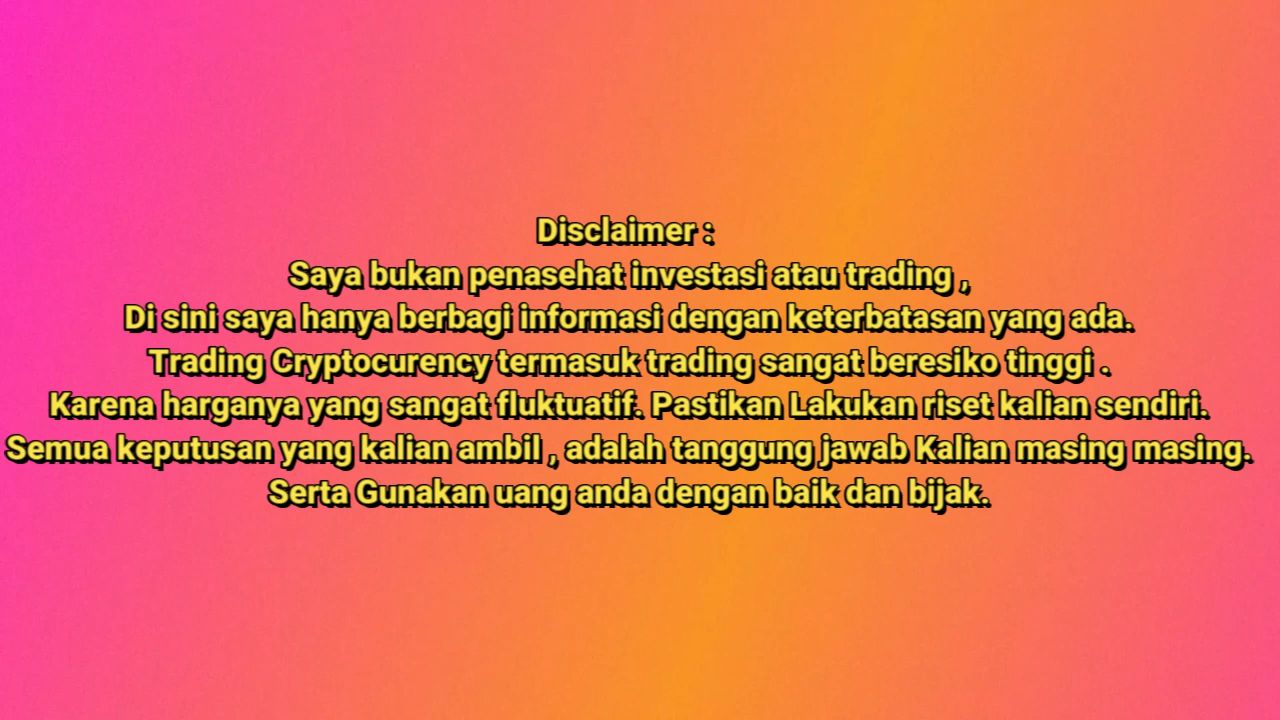 Disclaimer :
Saya bukan penasehat investasi atau trading ,
Di sini saya hanya berbagi informasi dengan keterbatasan yang ada.
Trading Cryptocurency termasuk trading sangat beresiko tinggi .
Karena harganya yang sangat fluktuatif. Pastikan Lakukan riset kalian sendiri.
Semua keputusan yang kalian ambil , adalah tanggung jawab Kalian masing masing.
Serta Gunakan uang anda dengan baik dan bijak.